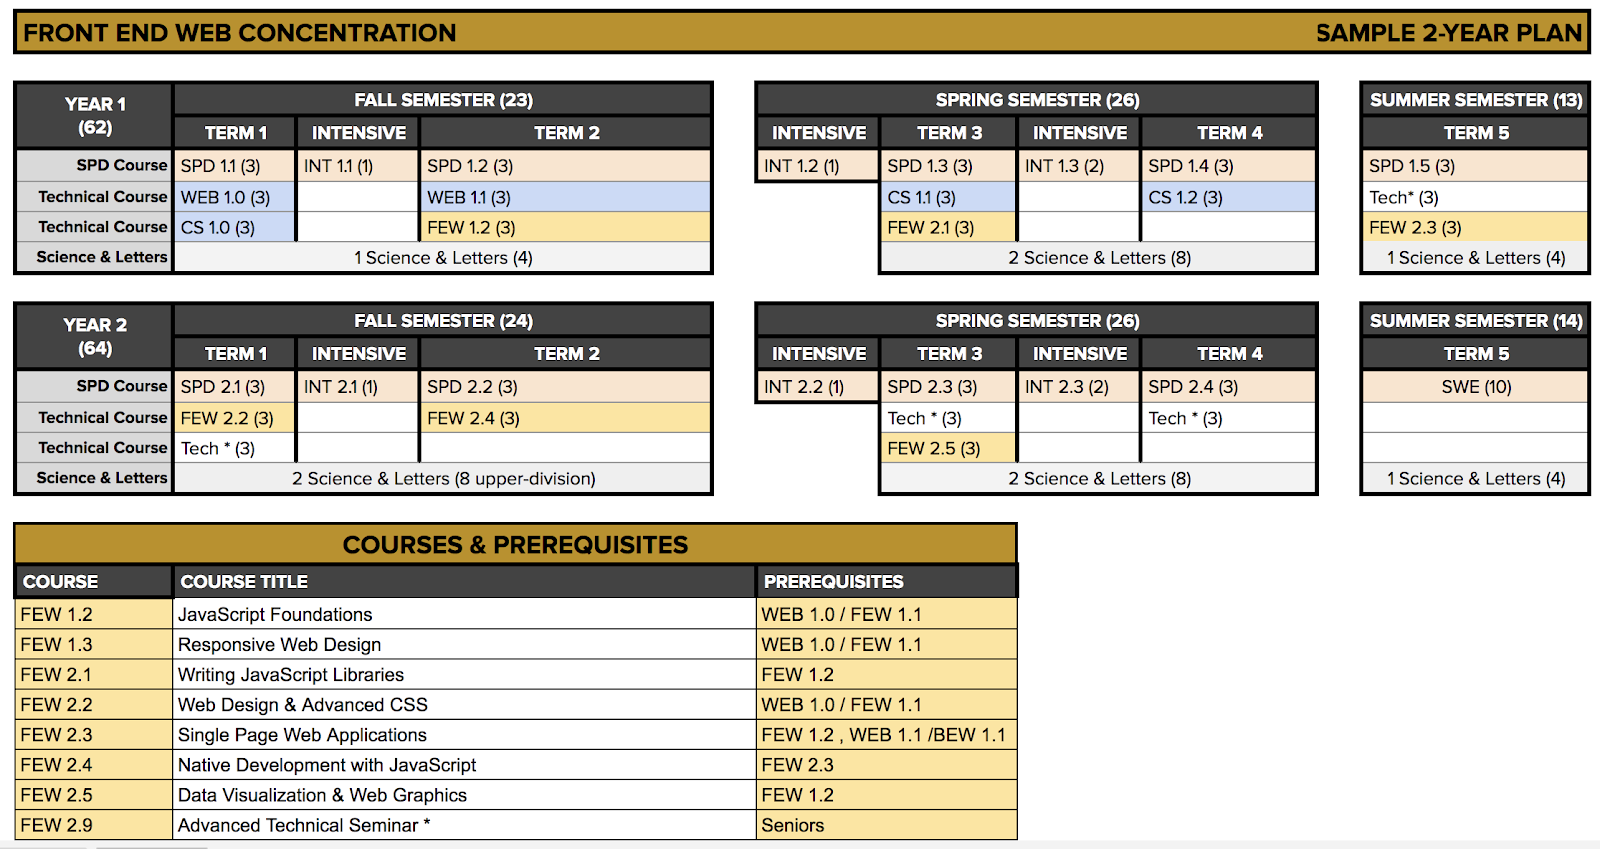 FRONT END WEB CONCENTRATION SAMPLE 2-YEAR PLAN
YEAR 1 (62) FALL SEMESTER (23) SPRING SEMESTER (26) SUMMER SEMESTER (13)
TERM 1 INTENSIVE TERM 2 INTENSIVE TERM 3 INTENSIVE TERM 4 TERM 5
SPD Course SPD 1.1 (3) INT 1.1 (1) SPD 1.2 (3) INT 1.2 (1) SPD 1.3 (3) INT 1.3 (2) SPD 1.4 (3) SPD 1.5 (3)
Technical Course WEB 1.0 (3) WEB 1.1 (3) CS 1.1 (3) CS 1.2 (3) Tech* (3)
Technical Course CS 1.0 (3) FEW 1.2 (3) FEW 2.1 (3) FEW 2.3 (3)
Science & Letters 1 Science & Letters (4) 2 Science & Letters (8) 1 Science & Letters (4)
YEAR 2 (64) FALL SEMESTER (24) SPRING SEMESTER (26) SUMMER SEMESTER (14)
TERM 1 INTENSIVE TERM 2 INTENSIVE TERM 3 INTENSIVE TERM 4 TERM 5
SPD Course SPD 2.1 (3) INT 2.1 (1) SPD 2.2 (3) INT 2.2 (1) SPD 2.3 (3) INT 2.3 (2) SPD 2.4 (3) SWE (10)
Technical Course FEW 2.2 (3) FEW 2.4 (3) Tech * (3) Tech * (3)
Technical Course Tech * (3) FEW 2.5 (3)
Science & Letters 2 Science & Letters (8 upper-division) 2 Science & Letters (8) 1 Science & Letters (4)
COURSES & PREREQUISITES
COURSE COURSE TITLE PREREQUISITES
FEW 1.2 JavaScript Foundations WEB 1.0 / FEW 1.1
FEW 1.3 Responsive Web Design WEB 1.0 / FEW 1.1
FEW 2.1 Writing JavaScript Libraries FEW 1.2
FEW 2.2 Web Design & Advanced CSS WEB 1.0 / FEW 1.1
FEW 2.3 Single Page Web Applications FEW 1.2 , WEB 1.1 /BEW 1.1
FEW 2.4 Native Development with JavaScript FEW 2.3
FEW 2.5 Data Visualization & Web Graphics FEW 1.2
FEW 2.9 Advanced Technical Seminar * Seniors